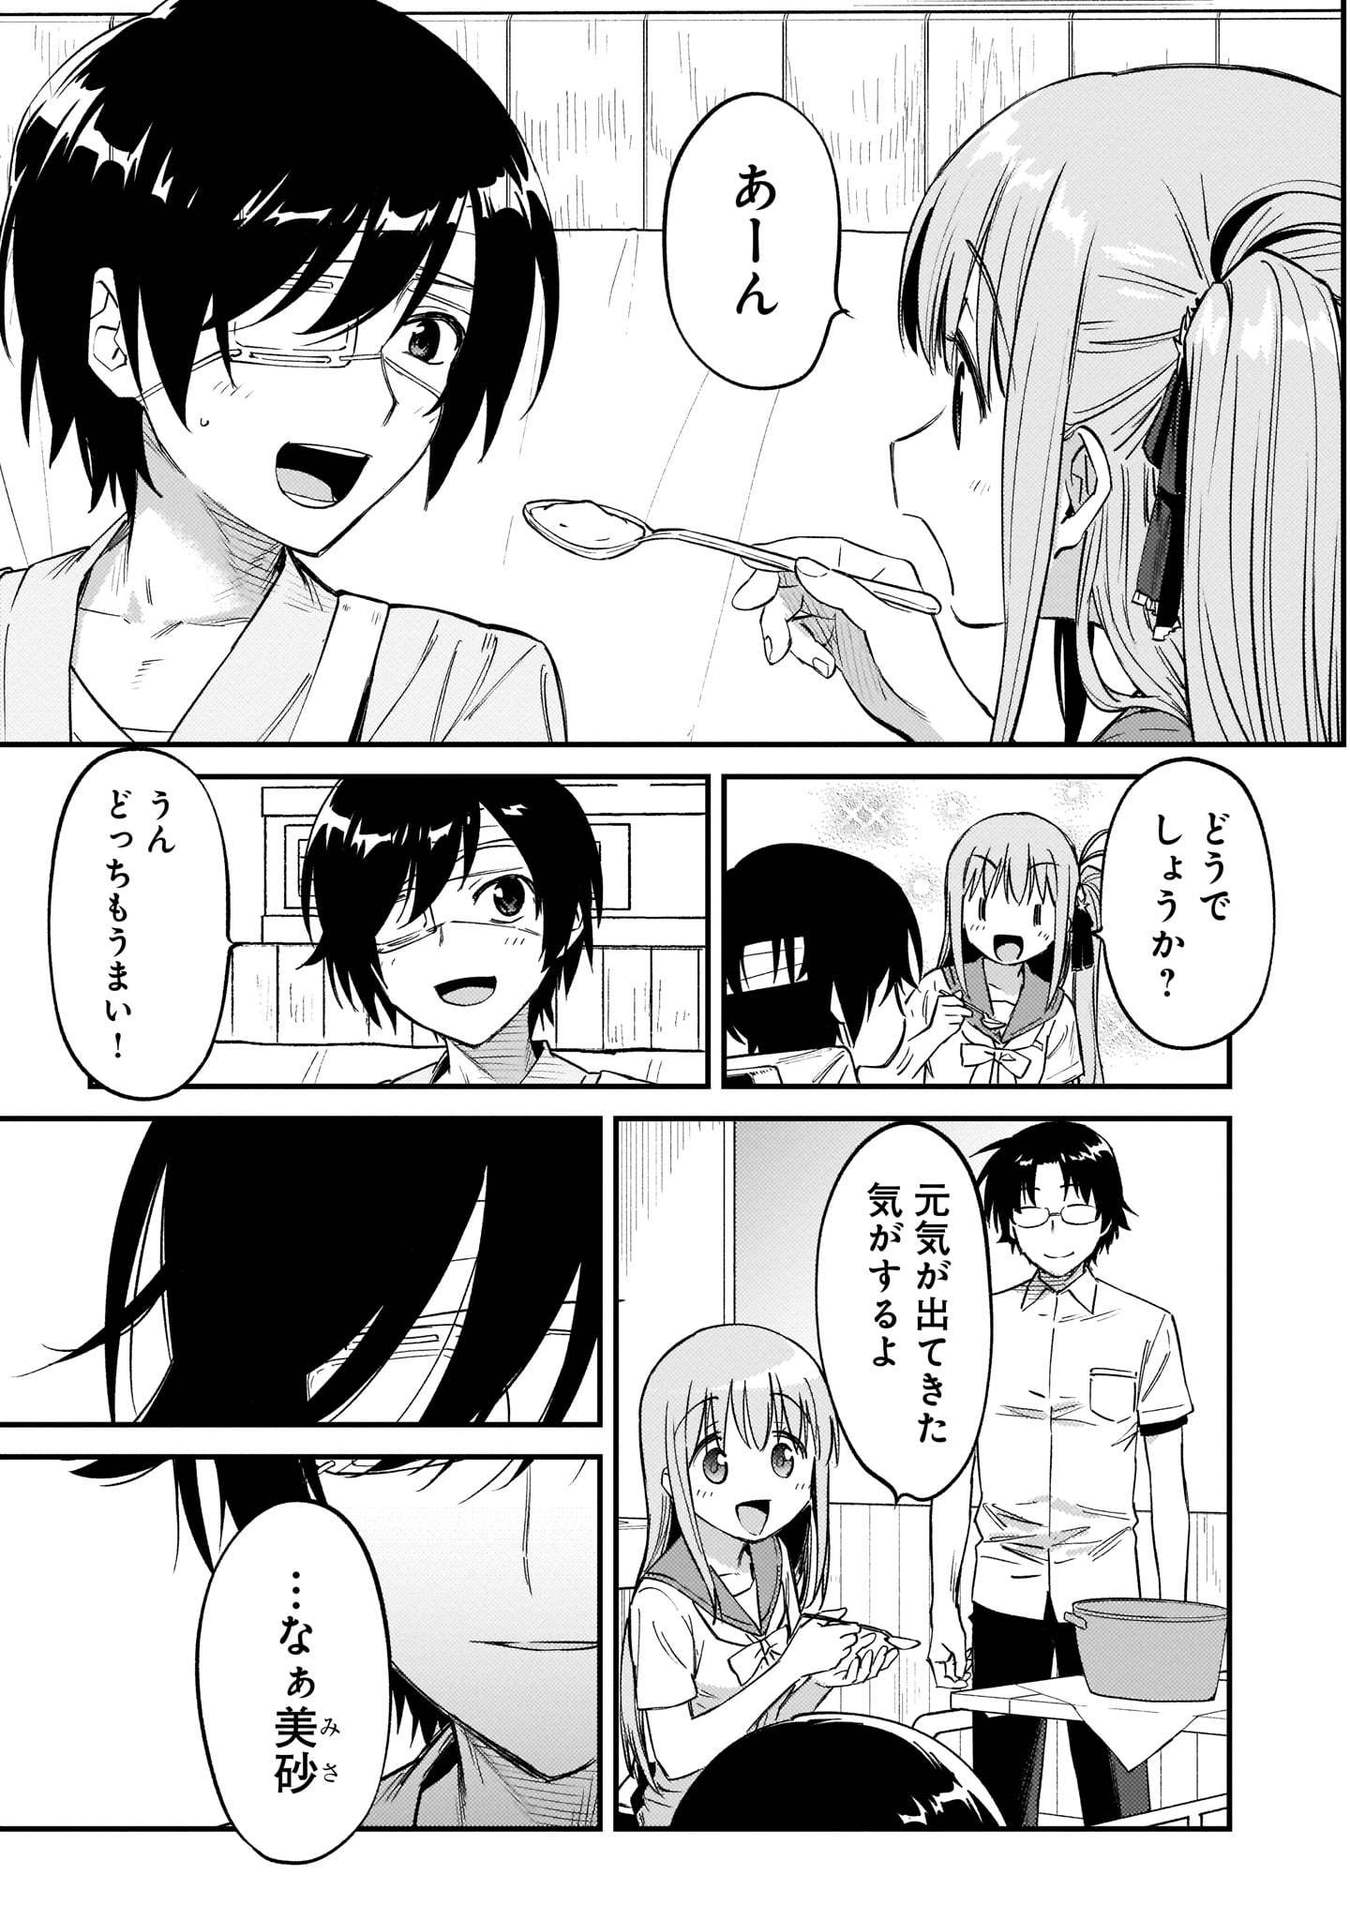 あーん
どうで
しょうか?
うん
どっちもうまい!
元気が出てきた
気がするよ
…なぁ美砂
みさ